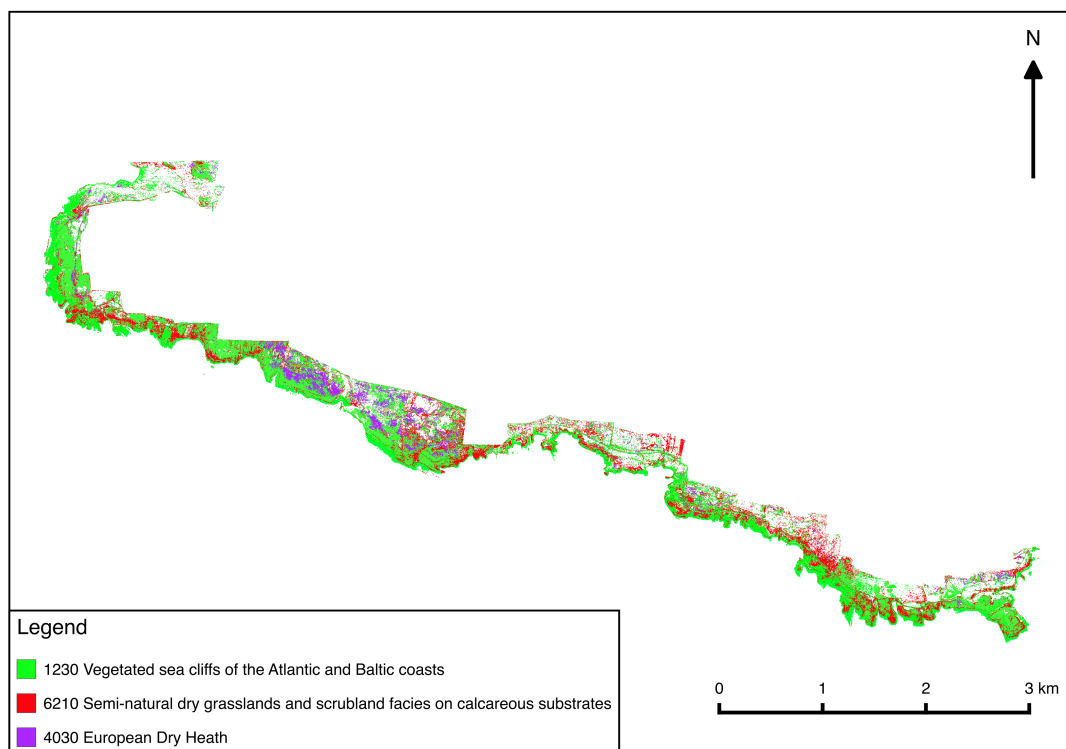 N
Legend
1230 Vegetated sea cliffs of the Atlantic and Baltic coasts
6210 Semi-natural dry grasslands and scrubland facies on calcareous substrates
4030 European Dry Heath
0 1 2 3 km